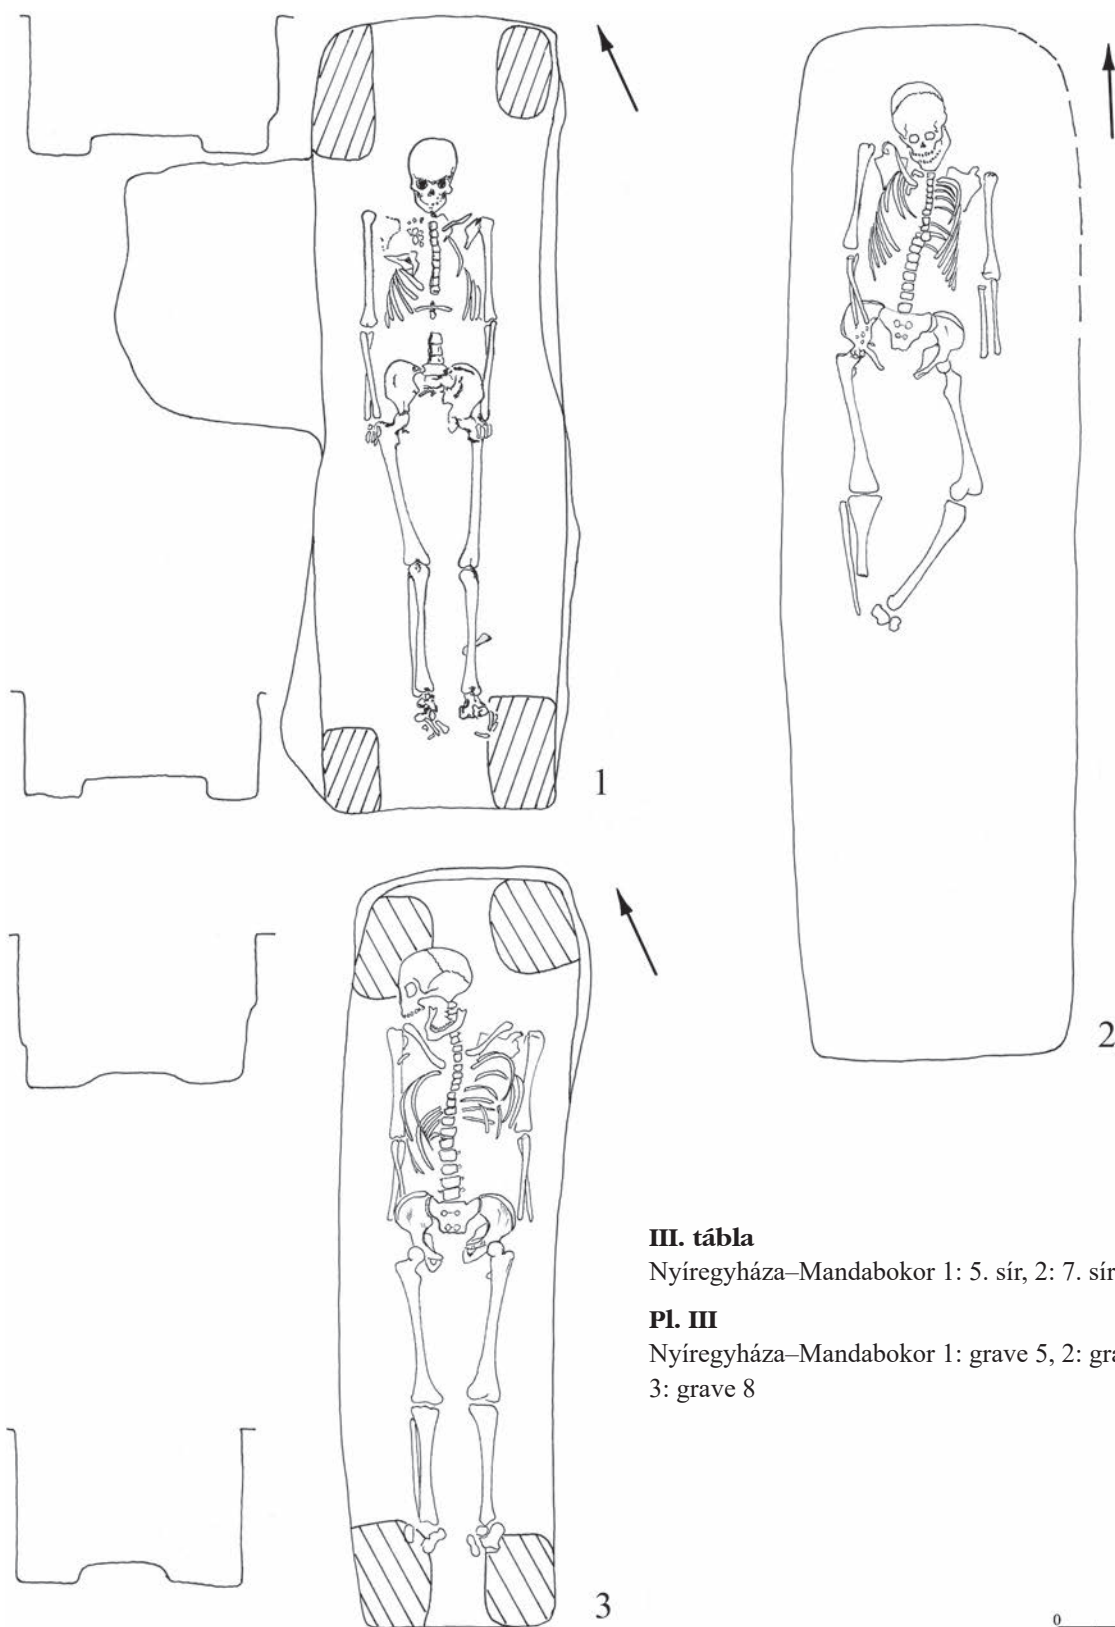 1
2
3
III. tábla
Nyíregyháza–Mandabokor 1: 5. sír, 2: 7. sír
Pl. III
Nyíregyháza–Mandabokor 1: grave 5, 2: gra
3: grave 8
0